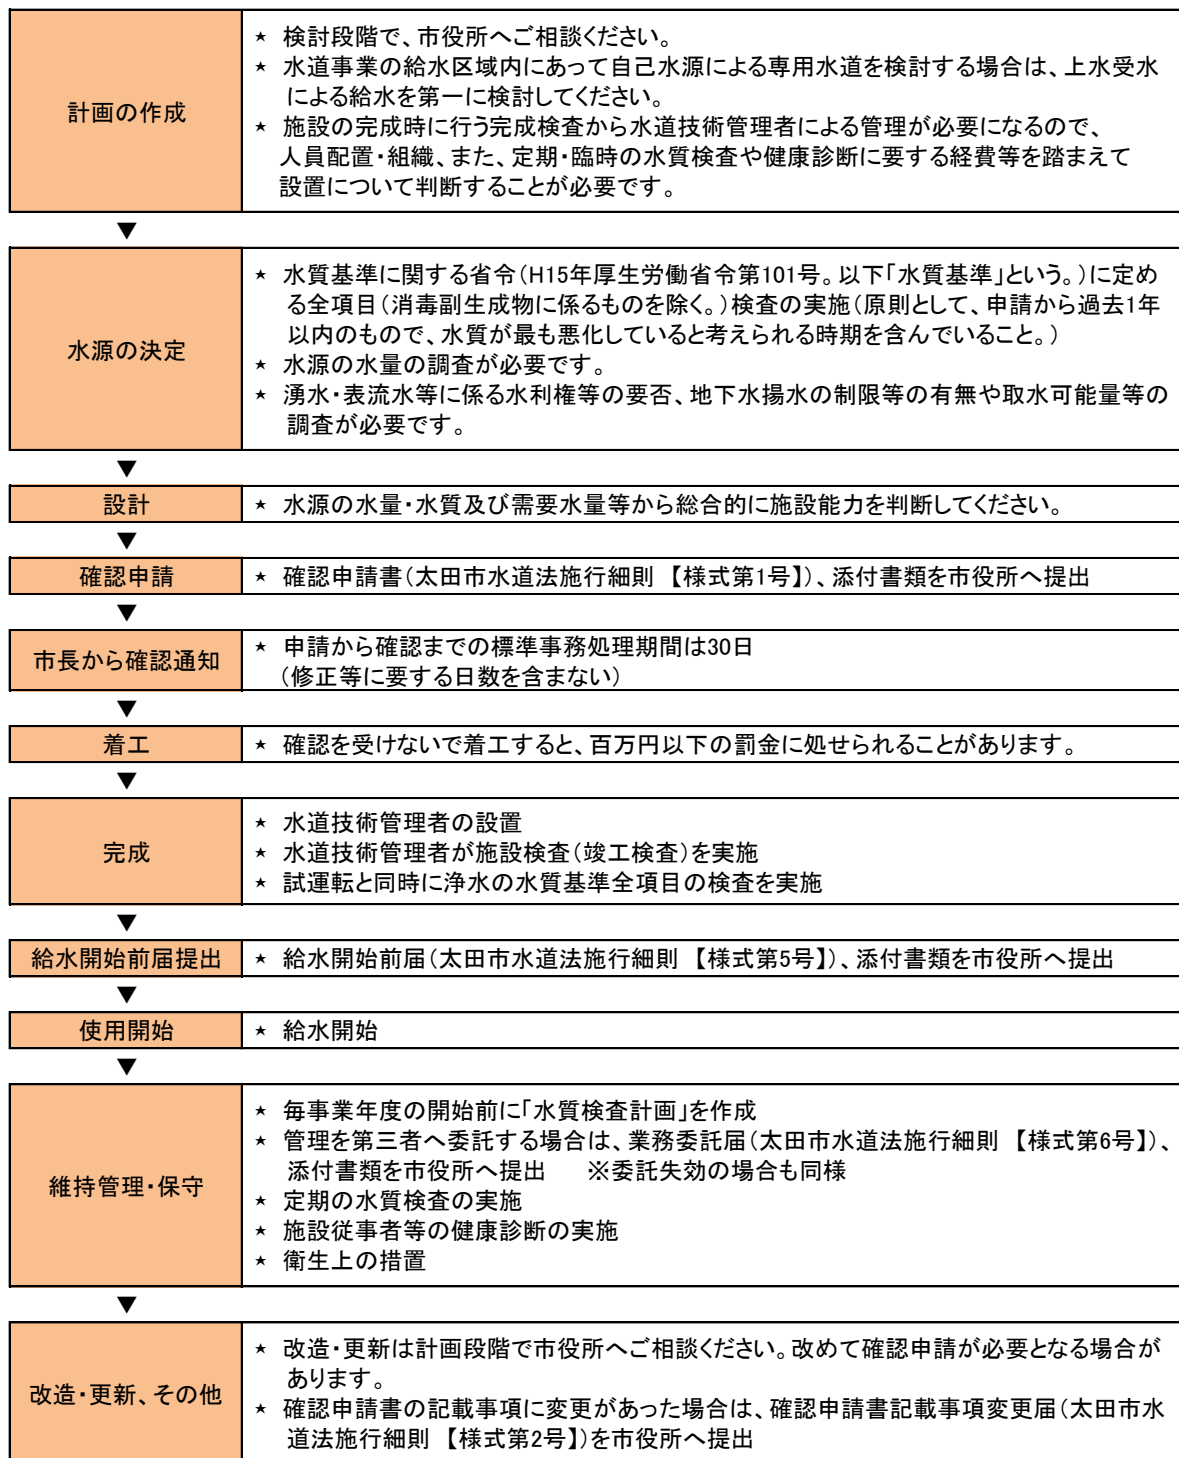 計画の作成
★ 検討段階で、市役所へご相談ください。
★ 水道事業の給水区域内にあって自己水源による専用水道を検討する場合は、上水受水
による給水を第一に検討してください。
★ 施設の完成時に行う完成検査から水道技術管理者による管理が必要になるので、
人員配置・組織、また、定期・臨時の水質検査や健康診断に要する経費等を踏まえて
設置について判断することが必要です。
▼
水源の決定
★ 水質基準に関する省令(H15年厚生労働省令第101号。以下「水質基準」という。)に定め
る全項目(消毒副生成物に係るものを除く。)検査の実施(原則として、申請から過去1年
以内のもので、水質が最も悪化していると考えられる時期を含んでいること。)
★ 水源の水量の調査が必要です。
★ 湧水・表流水等に係る水利権等の要否、地下水揚水の制限等の有無や取水可能量等の
調査が必要です。
▼
設計
★ 水源の水量・水質及び需要水量等から総合的に施設能力を判断してください。
▼
確認申請
★ 確認申請書(太田市水道法施行細則 【様式第1号】)、添付書類を市役所へ提出
▼
市長から確認通知
★ 申請から確認までの標準事務処理期間は30日
(修正等に要する日数を含まない)
▼
着工
★ 確認を受けないで着工すると、百万円以下の罰金に処せられることがあります。
▼
完成
★ 水道技術管理者の設置
★ 水道技術管理者が施設検査(竣工検査)を実施
★ 試運転と同時に浄水の水質基準全項目の検査を実施
▼
給水開始前届提出
★ 給水開始前届(太田市水道法施行細則 【様式第5号】)、添付書類を市役所へ提出
▼
使用開始
★ 給水開始
▼
維持管理・保守
★ 毎事業年度の開始前に「水質検査計画」を作成
★ 管理を第三者へ委託する場合は、業務委託届(太田市水道法施行細則 【様式第6号】)、
添付書類を市役所へ提出 ※委託失効の場合も同様
★ 定期の水質検査の実施
★ 施設従事者等の健康診断の実施
★ 衛生上の措置
▼
改造・更新、その他
★ 改造・更新は計画段階で市役所へご相談ください。改めて確認申請が必要となる場合が
あります。
★ 確認申請書の記載事項に変更があった場合は、確認申請書記載事項変更届(太田市水
道法施行細則 【様式第2号】)を市役所へ提出